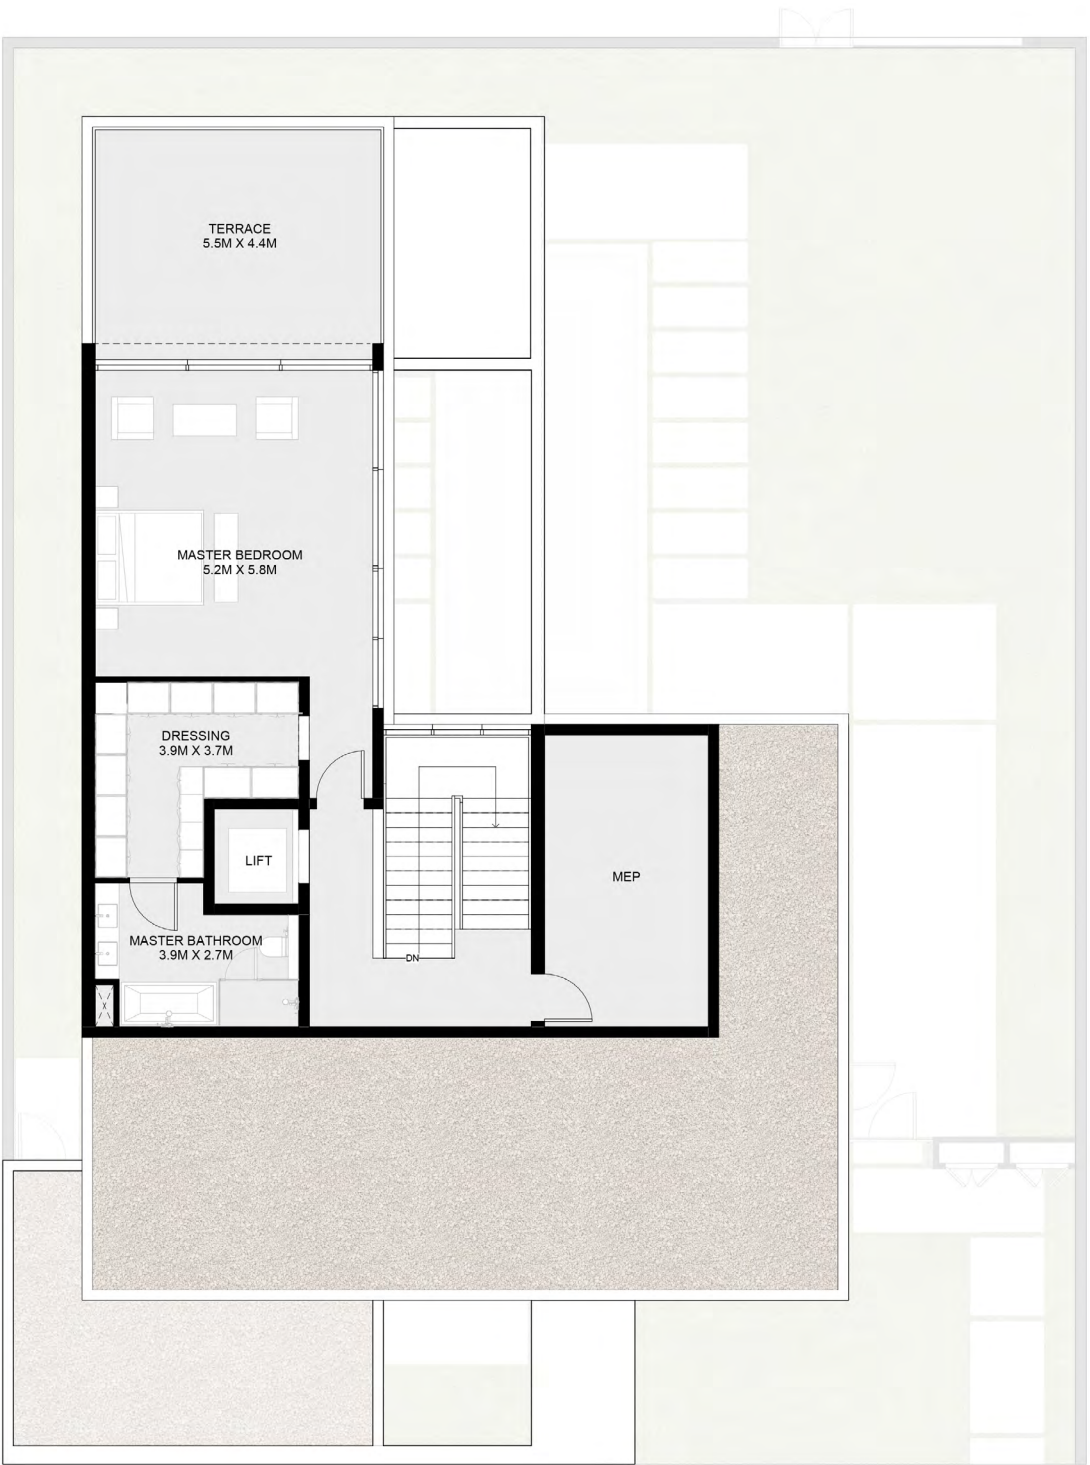 TERRACE
5.5M X 4.4M
MASTER BEDROOM
5.2M X 5.8M
DRESSING
3.9M X 3.7M
LIFT
MEP
MASTER BATHROOM
3.9M X 2.7M
DN